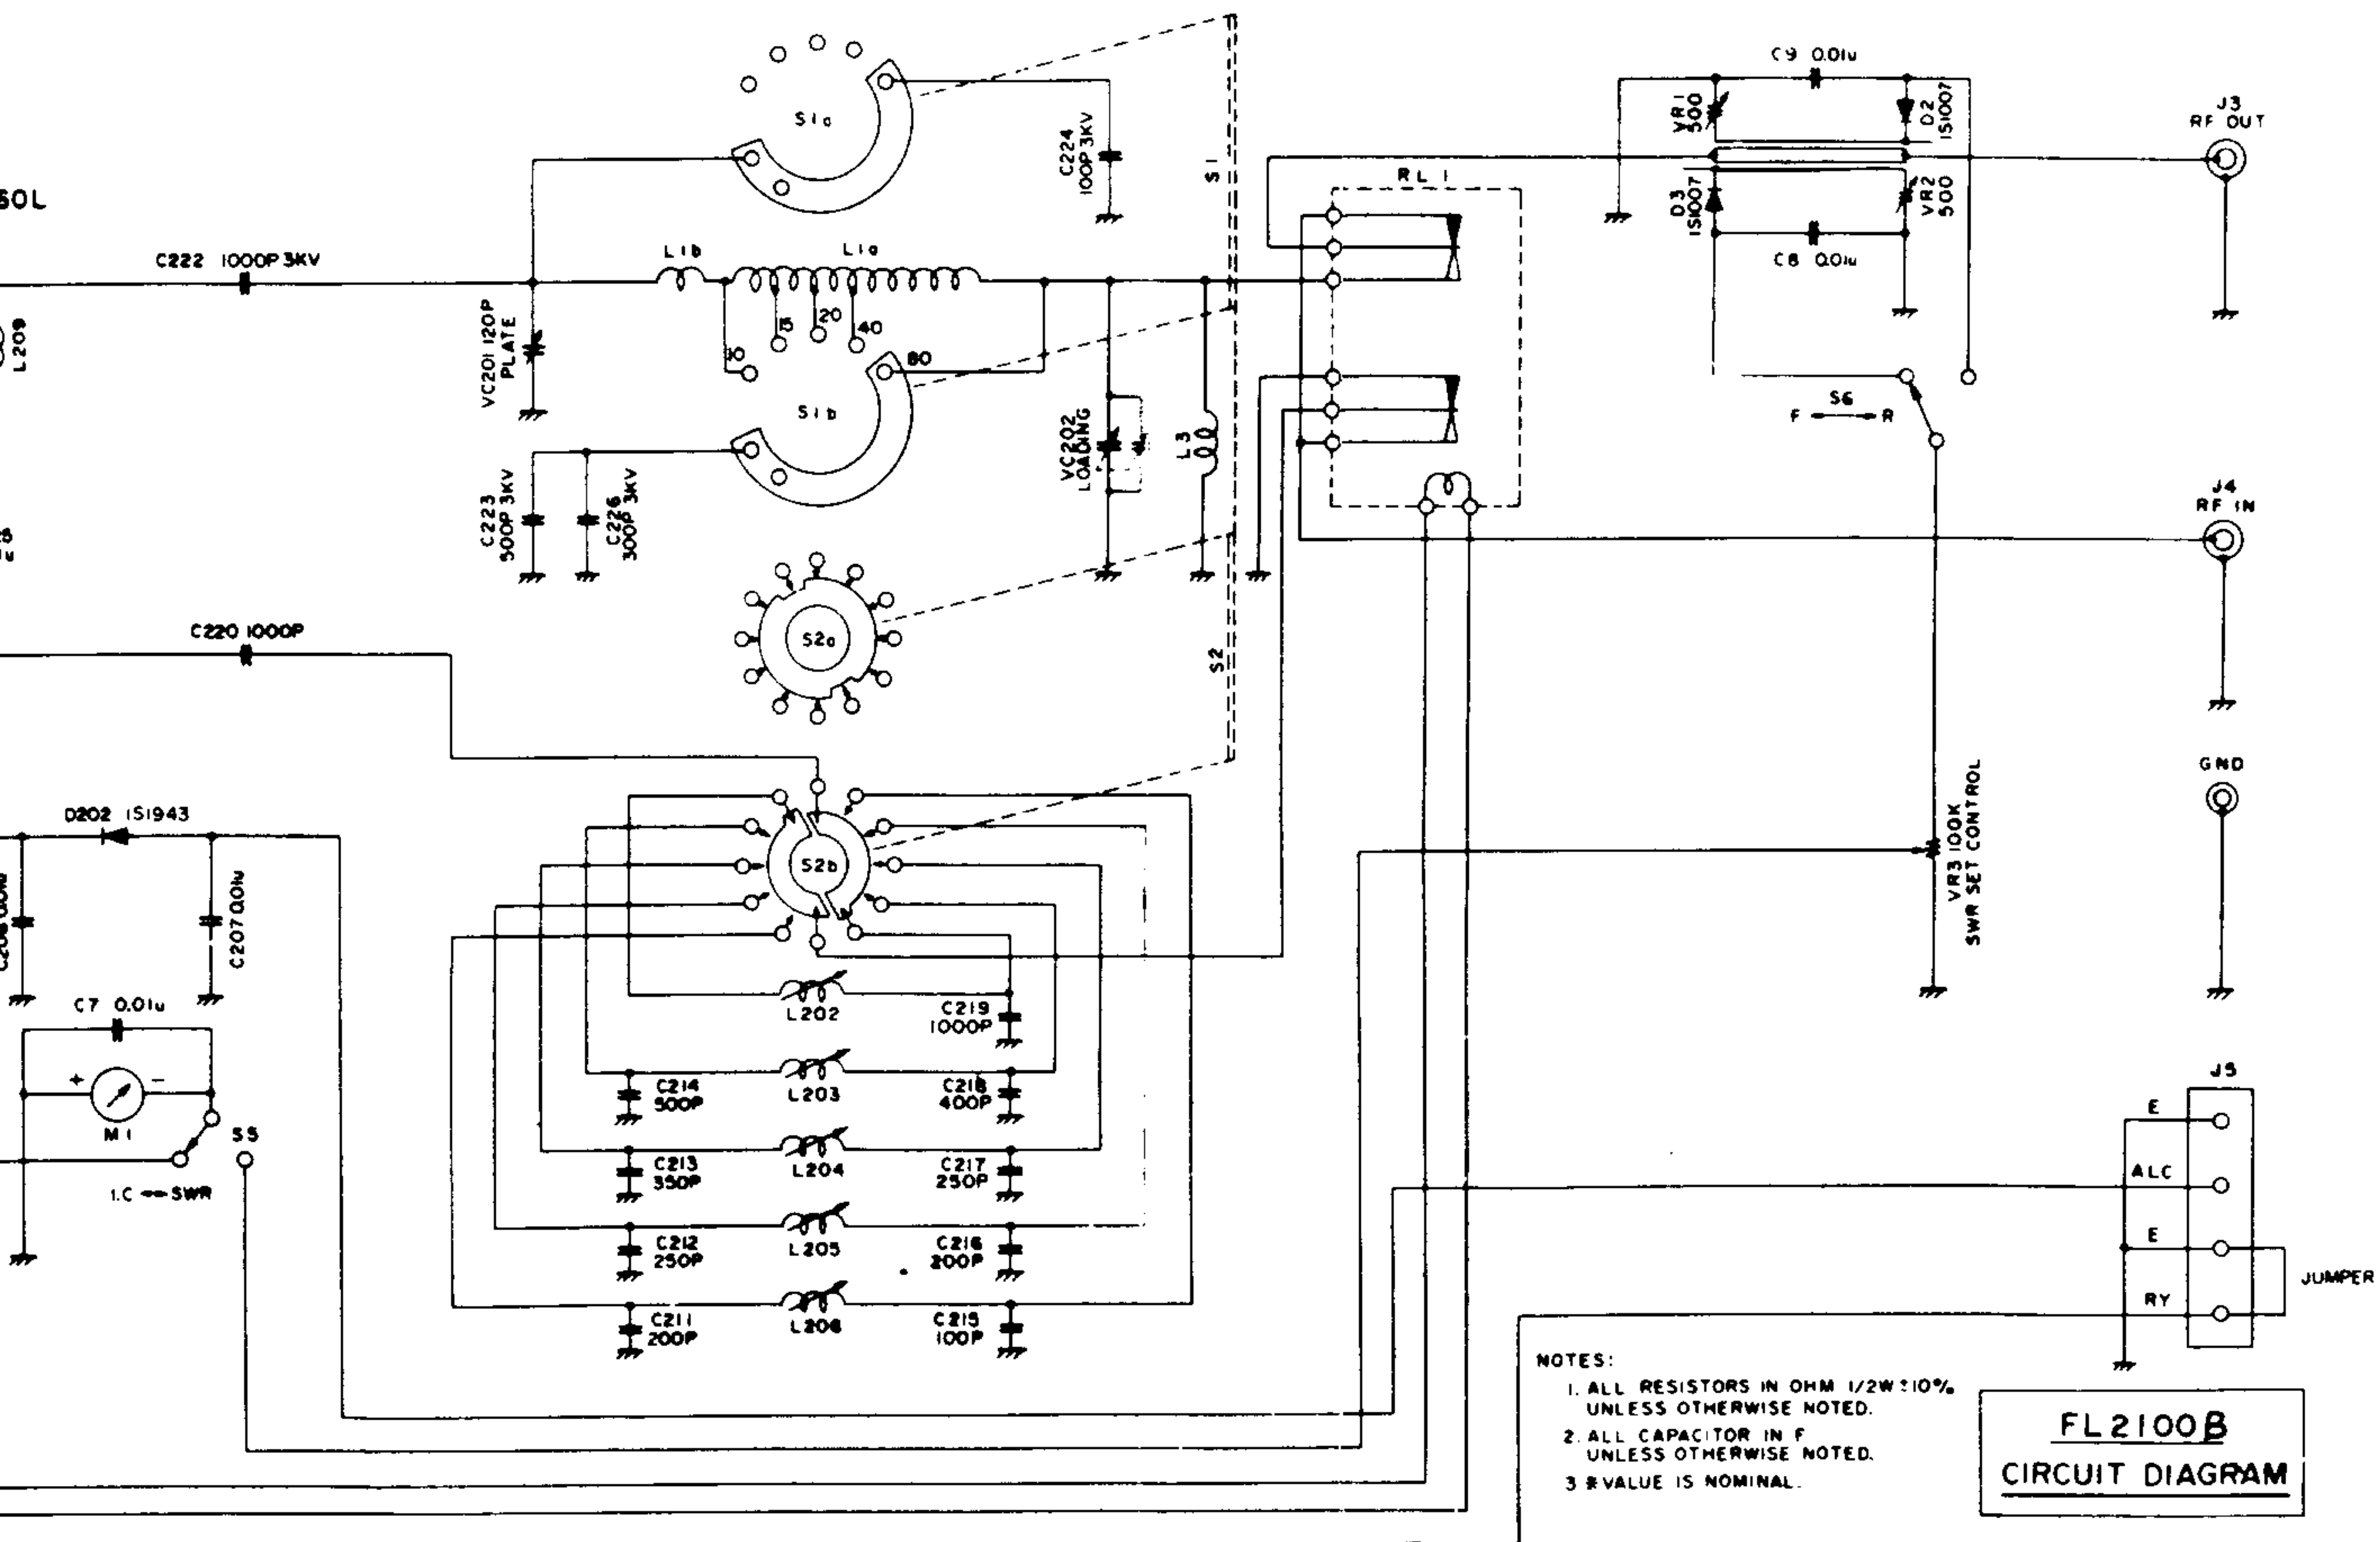 S1a
C9 0.01u
VR1
500
D2
1S1007
J3
RF OUT
C224
100P 3KV
S1
RL 1
D3
1S1007
VR2
500
C8 0.01u
C222 1000P 3KV
L1b
L1a
L209
VC201 120P
PLATE
10
15
20
40
80
S1b
VC202
LOADING
L3
S6
F R
C223
500P 3KV
C226
300P 3KV
J4
RF IN
C220 1000P
S2a
S2
GND
D202 1S1943
S2b
VR3 100K
SWR SET CONTROL
C207 0.01u
C7 0.01u
L202
C219
1000P
M1
S5
I.C SWR
C214
500P
L203
C218
400P
J5
E
ALC
E
RY
JUMPER
C213
350P
L204
C217
250P
C212
250P
L205
C216
200P
C211
200P
L206
C215
100P
NOTES:
1. ALL RESISTORS IN OHM 1/2W ±10%
UNLESS OTHERWISE NOTED.
2. ALL CAPACITOR IN F
UNLESS OTHERWISE NOTED.
3 * VALUE IS NOMINAL.
FL2100B
CIRCUIT DIAGRAM